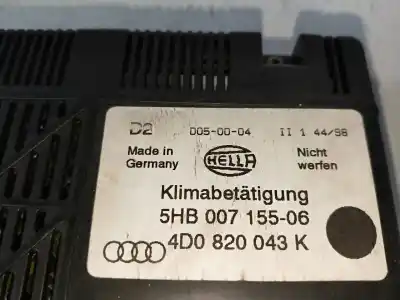 D2 005-00-04 II 1 44/98
Made in Germany HELLA Nicht werfen
Klimabetätigung
5HB 007 155-06
4D0 820 043 K